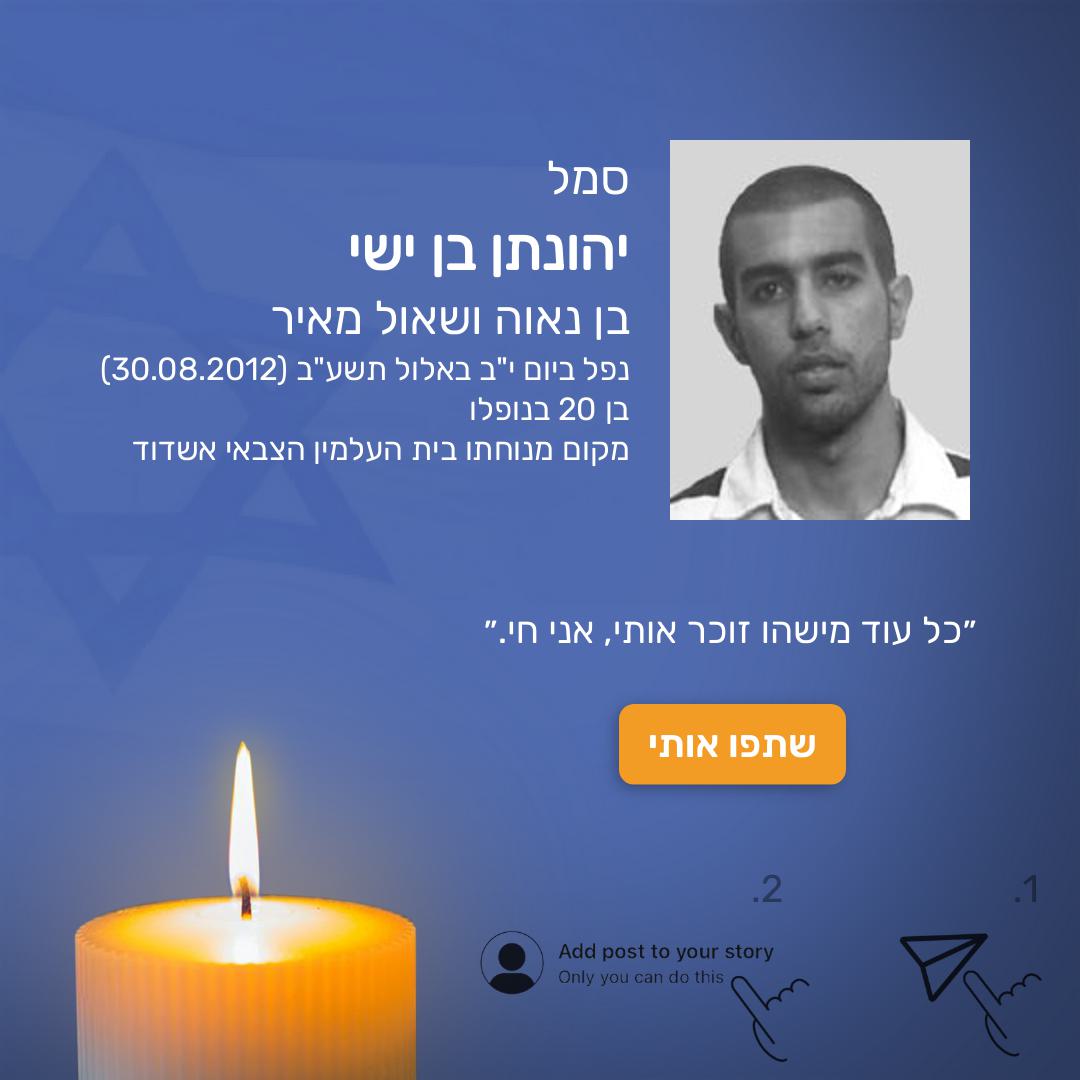 סמל
יהונתן בן ישי
בן נאוה ושאול מאיר
נפל ביום י"ב באלול תשע"ב (30.08.2012)
בן 20 בנופלו
מקום מנוחתו בית העלמין הצבאי אשדוד
״כל עוד מישהו זוכר אותי, אני חי.״
שתפו אותי
1.
2.
Add post to your story
Only you can do this